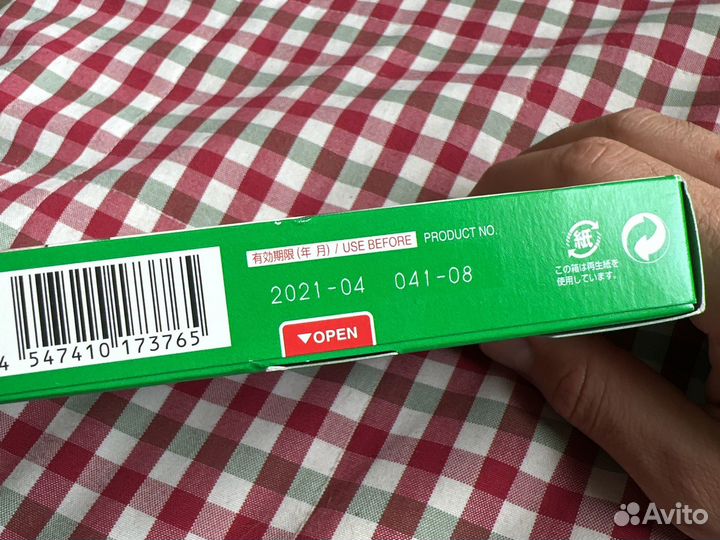 有効期限(年 月) / USE BEFORE PRODUCT NO.
2021-04 041-08
▼OPEN
4 547410 173765
紙
この箱は再生紙を
使用しています。
Avito